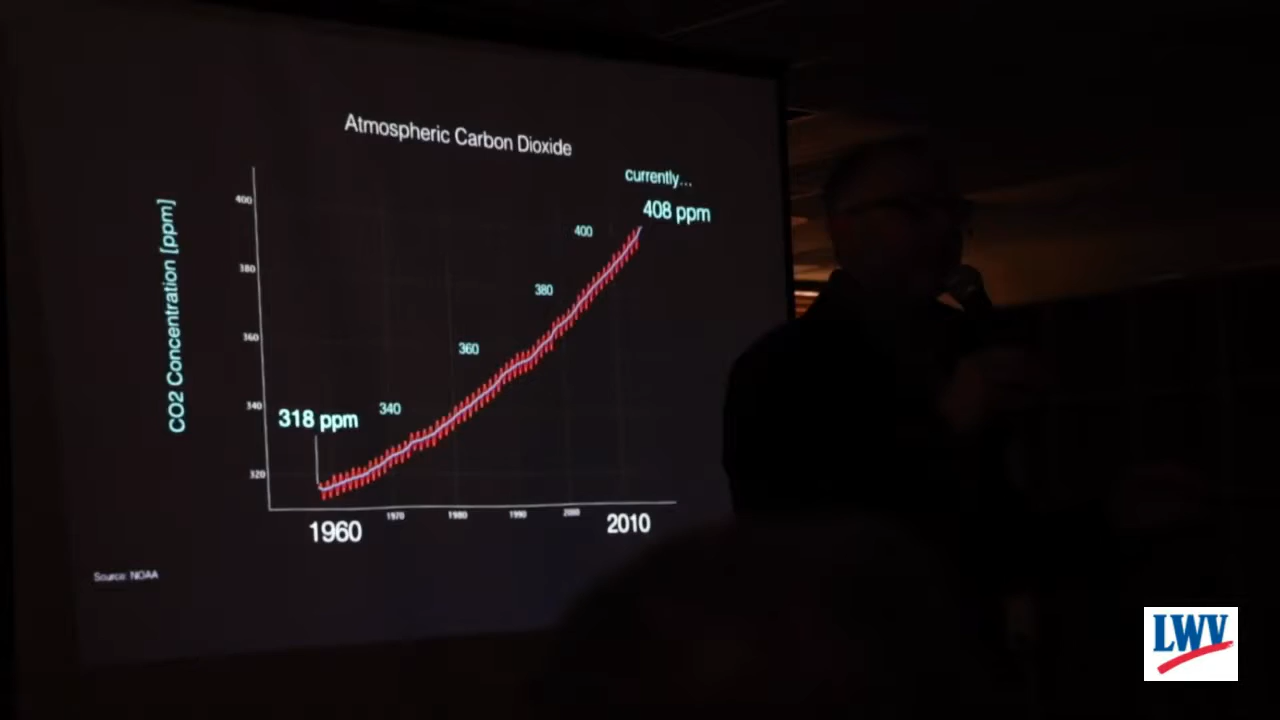 Atmospheric Carbon Dioxide
currently...
408 ppm
CO2 Concentration [ppm]
400
380
360
340
320
400
380
360
340
318 ppm
1960
1970
1980
1990
2000
2010
Source: NOAA
LWV